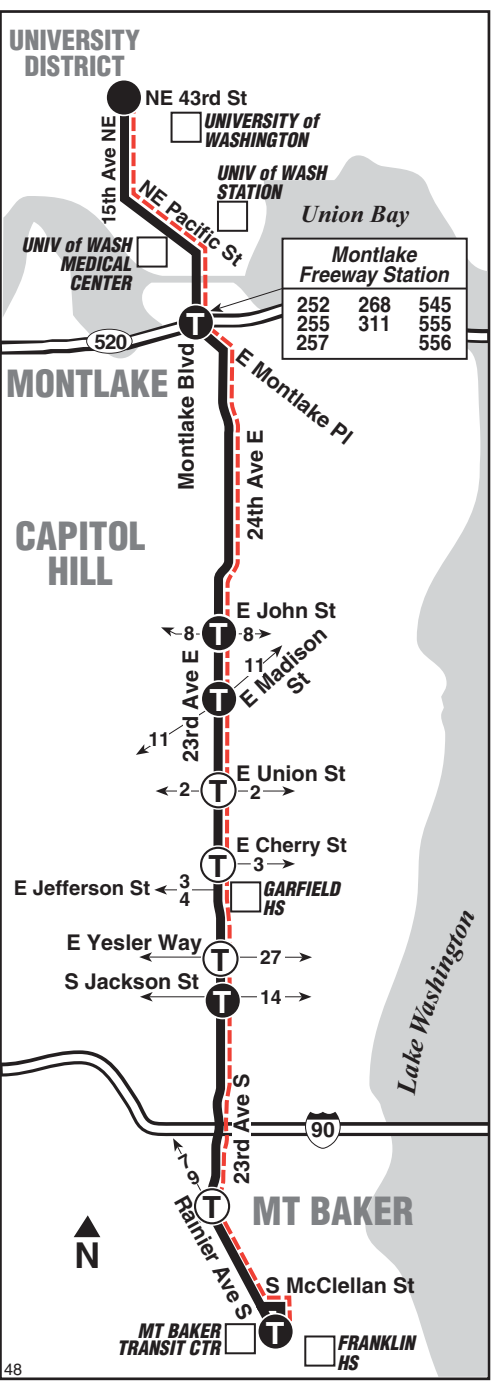 UNIVERSITY
DISTRICT
NE 43rd St
UNIVERSITY of
WASHINGTON
15th Ave NE
NE Pacific St
UNIV of WASH
STATION
Union Bay
UNIV of WASH
MEDICAL
CENTER
Montlake
Freeway Station
252 268 545
255 311 555
257 556
T
520
MONTLAKE
Montlake Blvd
E Montlake Pl
24th Ave E
CAPITOL
HILL
E John St
8 T 8
23rd Ave E
11
E Madison
St
T
11
E Union St
2 T 2
E Cherry St
T 3
E Jefferson St
3
4
GARFIELD
HS
E Yesler Way
T 27
S Jackson St
T 14
Lake Washington
23rd Ave S
90
7
9
T
MT BAKER
Rainier Ave S
N
S McClellan St
T
MT BAKER
TRANSIT CTR
FRANKLIN
HS
48